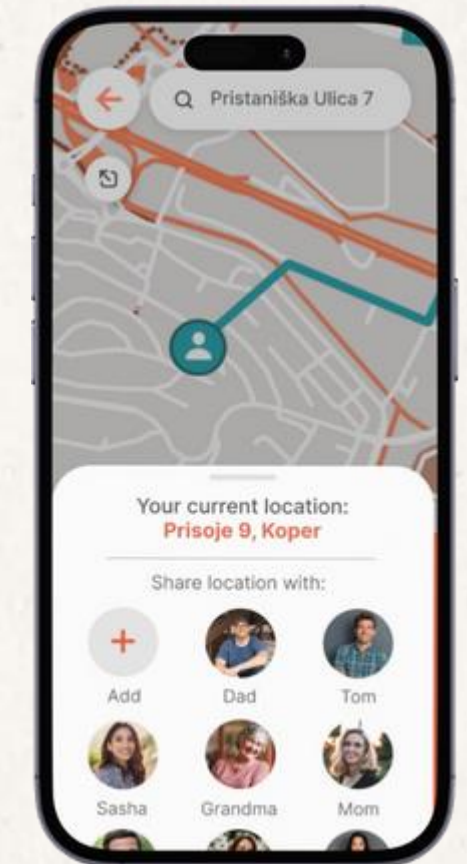 Pristaniška Ulica 7
Your current location:
Prisoje 9, Koper
Share location with:
Add
Dad
Tom
Sasha
Grandma
Mom